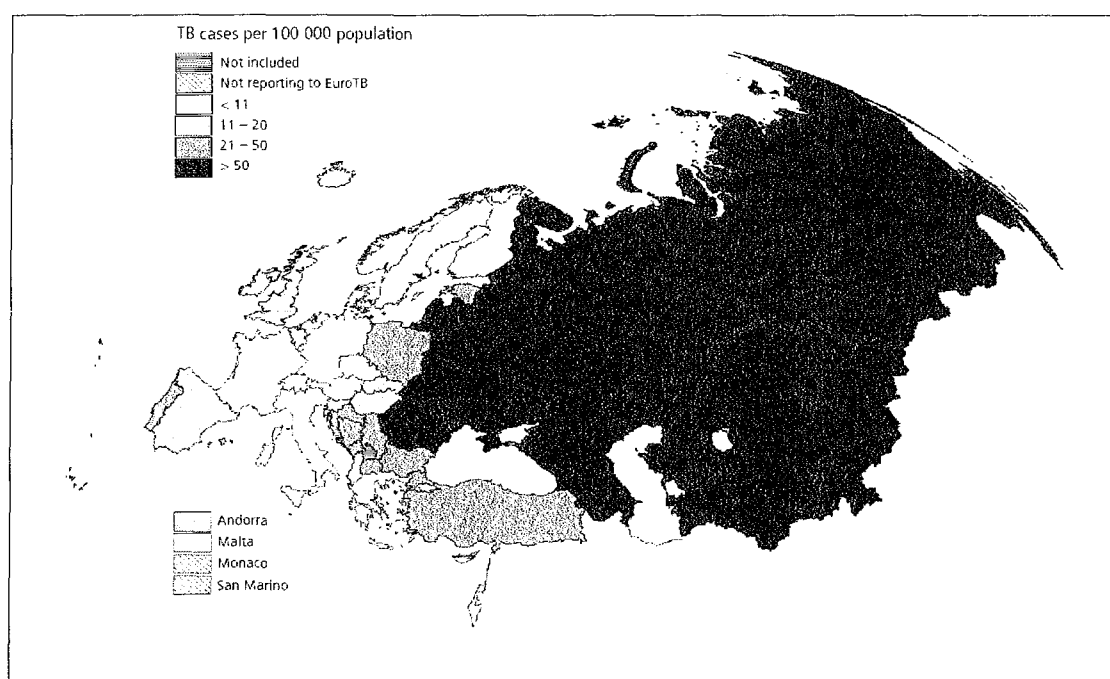 TB cases per 100 000 population
Not included
Not reporting to EuroTB
< 11
11 – 20
21 – 50
> 50
Andorra
Malta
Monaco
San Marino